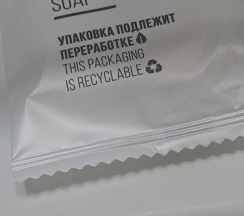 SOAP
УПАКОВКА ПОДЛЕЖИТ
ПЕРЕРАБОТКЕ
THIS PACKAGING
IS RECYCLABLE